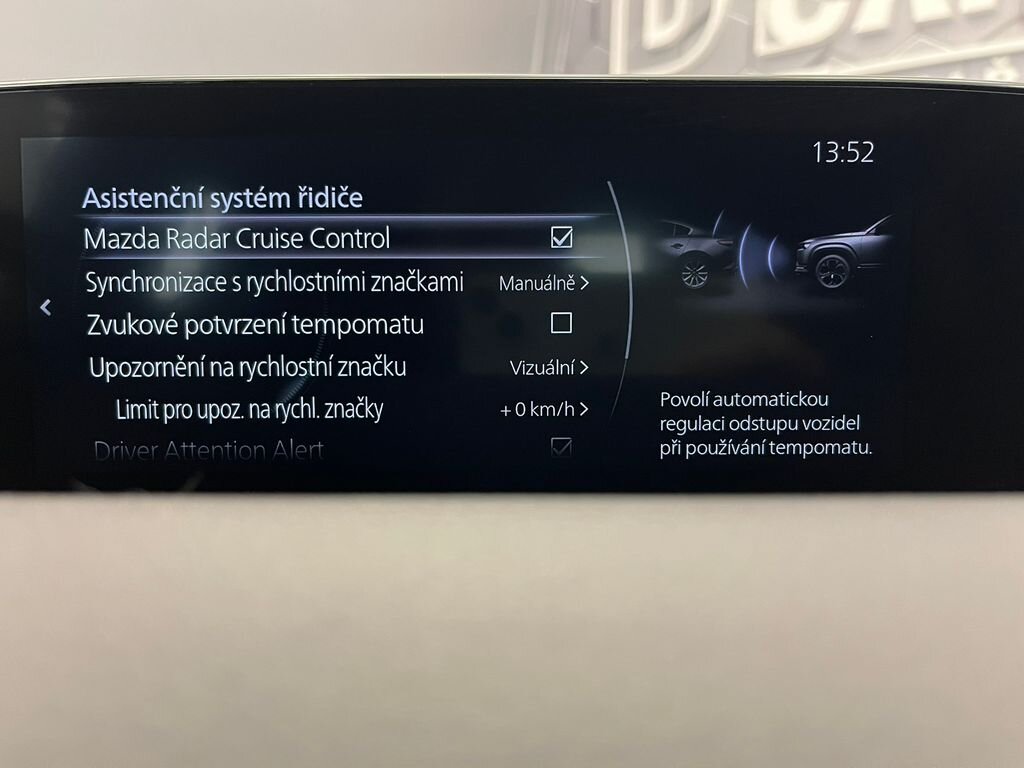 13:52
Asistenční systém řidiče
Mazda Radar Cruise Control
Synchronizace s rychlostními značkami Manuálně >
Zvukové potvrzení tempomatu
Upozornění na rychlostní značku Vizuální >
Limit pro upoz. na rychl. značky + 0 km/h >
Driver Attention Alert
Povolí automatickou
regulaci odstupu vozidel
při používání tempomatu.